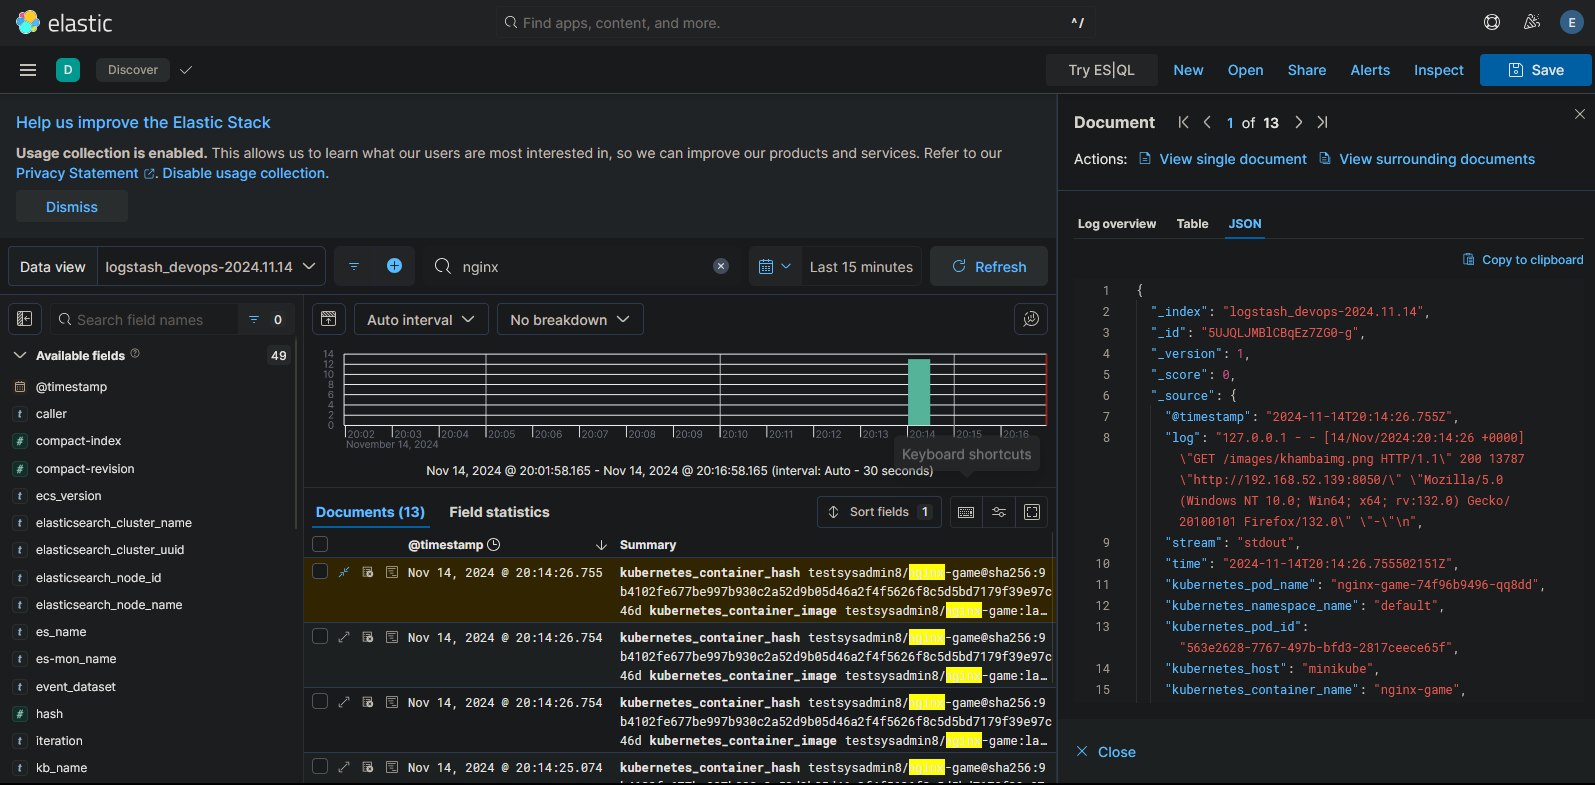 elastic
Find apps, content, and more.
^/
E
D
Discover
Try ES|QL
New
Open
Share
Alerts
Inspect
Save
Help us improve the Elastic Stack
Usage collection is enabled. This allows us to learn what our users are most interested in, so we can improve our products and services. Refer to our
Privacy Statement . Disable usage collection.
Dismiss
Data view
logstash_devops-2024.11.14
nginx
Last 15 minutes
Refresh
Search field names
0
Available fields
49
@timestamp
caller
compact-index
compact-revision
ecs_version
elasticsearch_cluster_name
elasticsearch_cluster_uuid
elasticsearch_node_id
elasticsearch_node_name
es_name
es-mon_name
event_dataset
hash
iteration
kb_name
Auto interval
No breakdown
14
12
10
8
6
4
2
0
20:02 20:03 20:04 20:05 20:06 20:07 20:08 20:09 20:10 20:11 20:12 20:13 20:14 20:15 20:16
November 14, 2024
Keyboard shortcuts
Nov 14, 2024 @ 20:01:58.165 - Nov 14, 2024 @ 20:16:58.165 (interval: Auto - 30 seconds)
Documents (13)
Field statistics
Sort fields 1
@timestamp
Summary
Nov 14, 2024 @ 20:14:26.755
kubernetes_container_hash testsysadmin8/nginx-game@sha256:9
b4102fe677be997b930c2a52d9b05d46a2f4f5626f8c5d5bd7179f39e97c
46d kubernetes_container_image testsysadmin8/nginx-game:la…
Nov 14, 2024 @ 20:14:26.754
kubernetes_container_hash testsysadmin8/nginx-game@sha256:9
b4102fe677be997b930c2a52d9b05d46a2f4f5626f8c5d5bd7179f39e97c
46d kubernetes_container_image testsysadmin8/nginx-game:la…
Nov 14, 2024 @ 20:14:26.754
kubernetes_container_hash testsysadmin8/nginx-game@sha256:9
b4102fe677be997b930c2a52d9b05d46a2f4f5626f8c5d5bd7179f39e97c
46d kubernetes_container_image testsysadmin8/nginx-game:la…
Nov 14, 2024 @ 20:14:25.074
kubernetes_container_hash testsysadmin8/nginx-game@sha256:9
Document
1 of 13
Actions:
View single document
View surrounding documents
Log overview
Table
JSON
Copy to clipboard
1 {
2 "_index": "logstash_devops-2024.11.14",
3 "_id": "5UJQLJMBlCBqEz7ZG0-g",
4 "_version": 1,
5 "_score": 0,
6 "_source": {
7 "@timestamp": "2024-11-14T20:14:26.755Z",
8 "log": "127.0.0.1 - - [14/Nov/2024:20:14:26 +0000]
\"GET /images/khambaimg.png HTTP/1.1\" 200 13787
\"http://192.168.52.139:8050/\" \"Mozilla/5.0
(Windows NT 10.0; Win64; x64; rv:132.0) Gecko/
20100101 Firefox/132.0\" \"-\"\n",
9 "stream": "stdout",
10 "time": "2024-11-14T20:14:26.755502151Z",
11 "kubernetes_pod_name": "nginx-game-74f96b9496-qq8dd",
12 "kubernetes_namespace_name": "default",
13 "kubernetes_pod_id":
"563e2628-7767-497b-bfd3-2817ceece65f",
14 "kubernetes_host": "minikube",
15 "kubernetes_container_name": "nginx-game",
Close